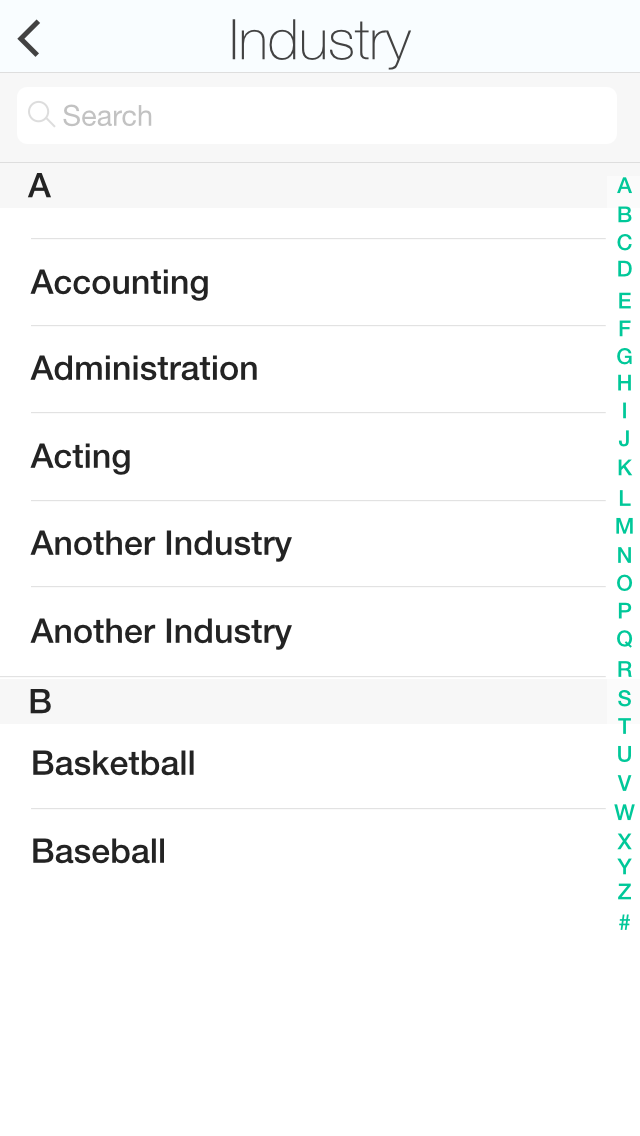 Industry
Search
A
Accounting
Administration
Acting
Another Industry
Another Industry
B
Basketball
Baseball
A
B
C
D
E
F
G
H
I
J
K
L
M
N
O
P
Q
R
S
T
U
V
W
X
Y
Z
#